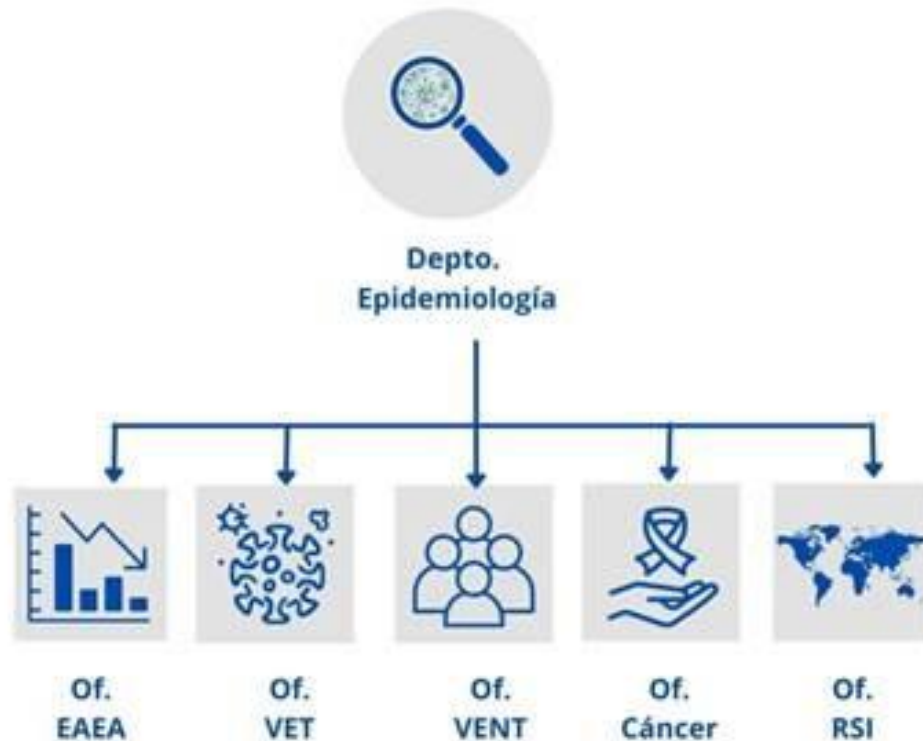 Depto.
Epidemiología
Of.
EAEA
Of.
VET
Of.
VENT
Of.
Cáncer
Of.
RSI